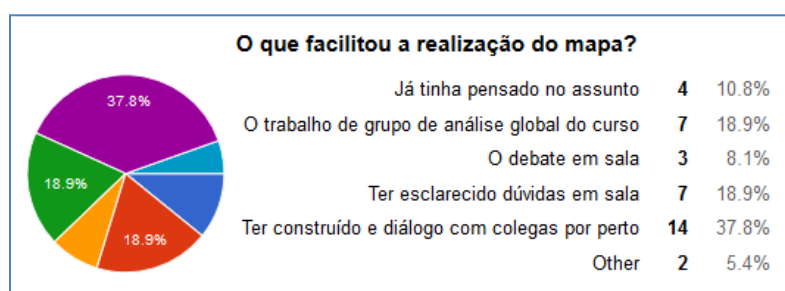 O que facilitou a realização do mapa?
Já tinha pensado no assunto 4 10.8%
O trabalho de grupo de análise global do curso 7 18.9%
O debate em sala 3 8.1%
Ter esclarecido dúvidas em sala 7 18.9%
Ter construído e diálogo com colegas por perto 14 37.8%
Other 2 5.4%
37.8%
18.9%
18.9%